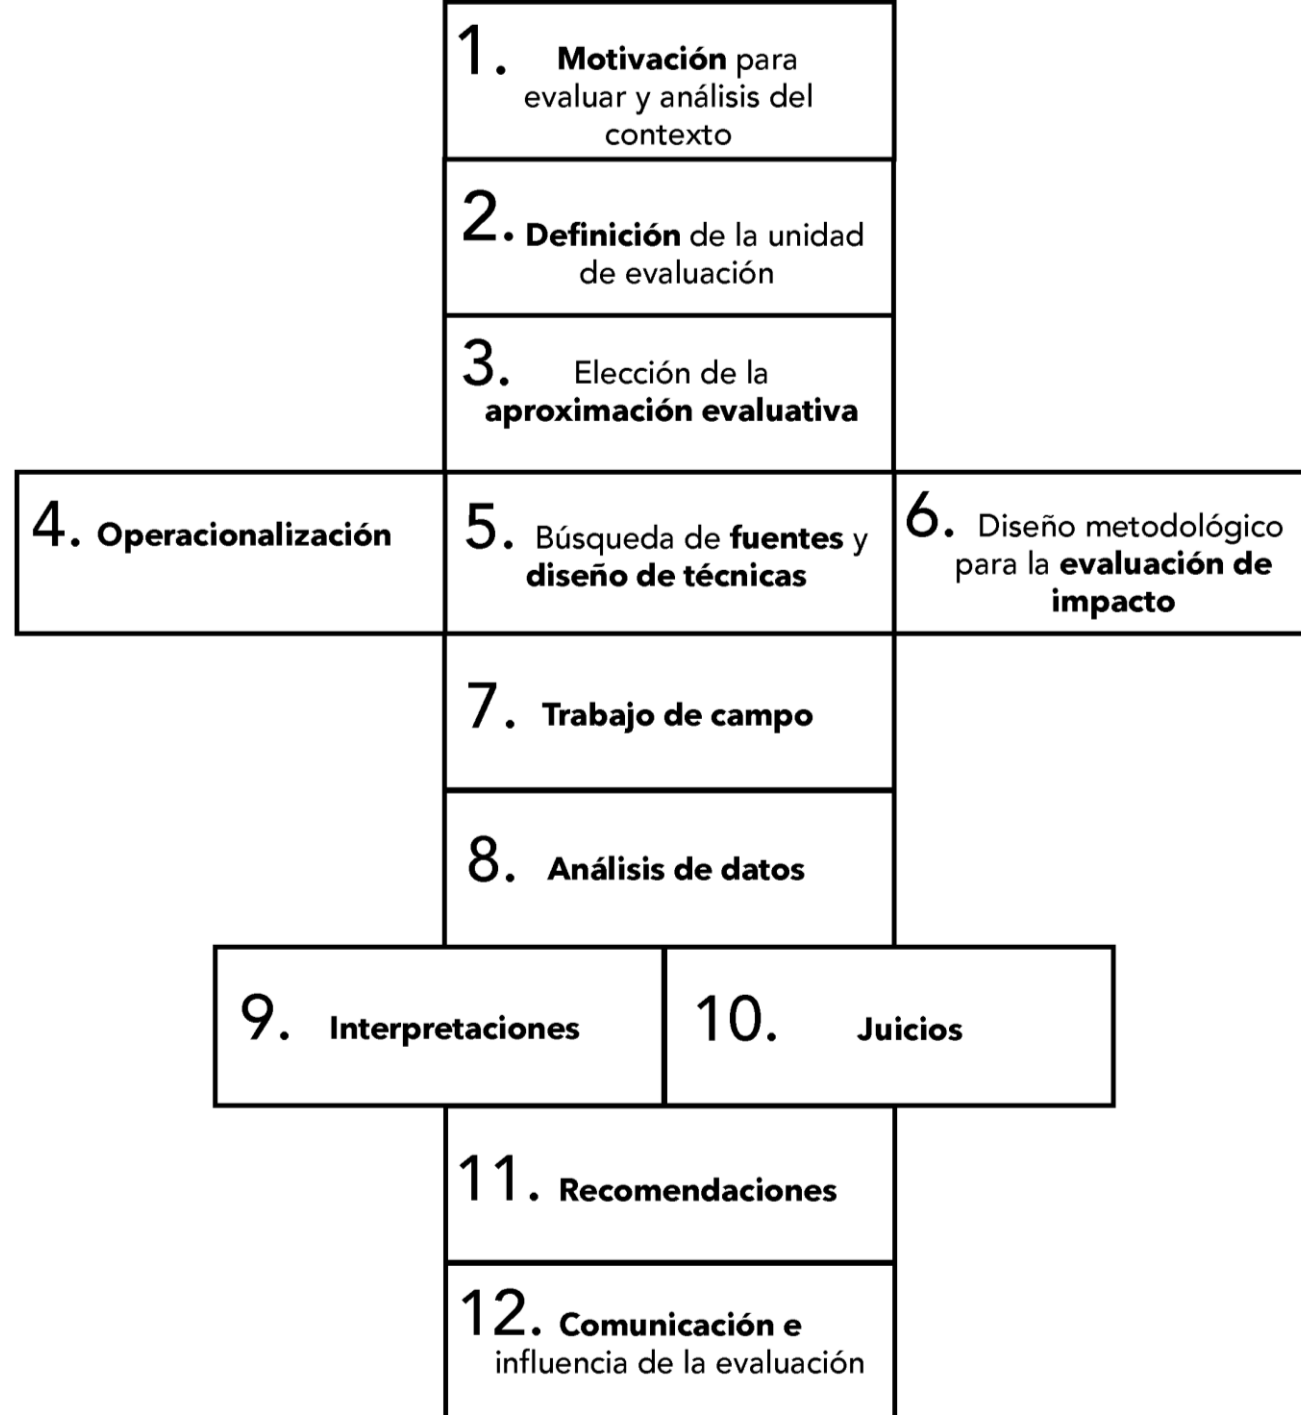 1. Motivación para
evaluar y análisis del
contexto
2. Definición de la unidad
de evaluación
3. Elección de la
aproximación evaluativa
4. Operacionalización
5. Búsqueda de fuentes y
diseño de técnicas
6. Diseño metodológico
para la evaluación de
impacto
7. Trabajo de campo
8. Análisis de datos
9. Interpretaciones
10. Juicios
11. Recomendaciones
12. Comunicación e
influencia de la evaluación